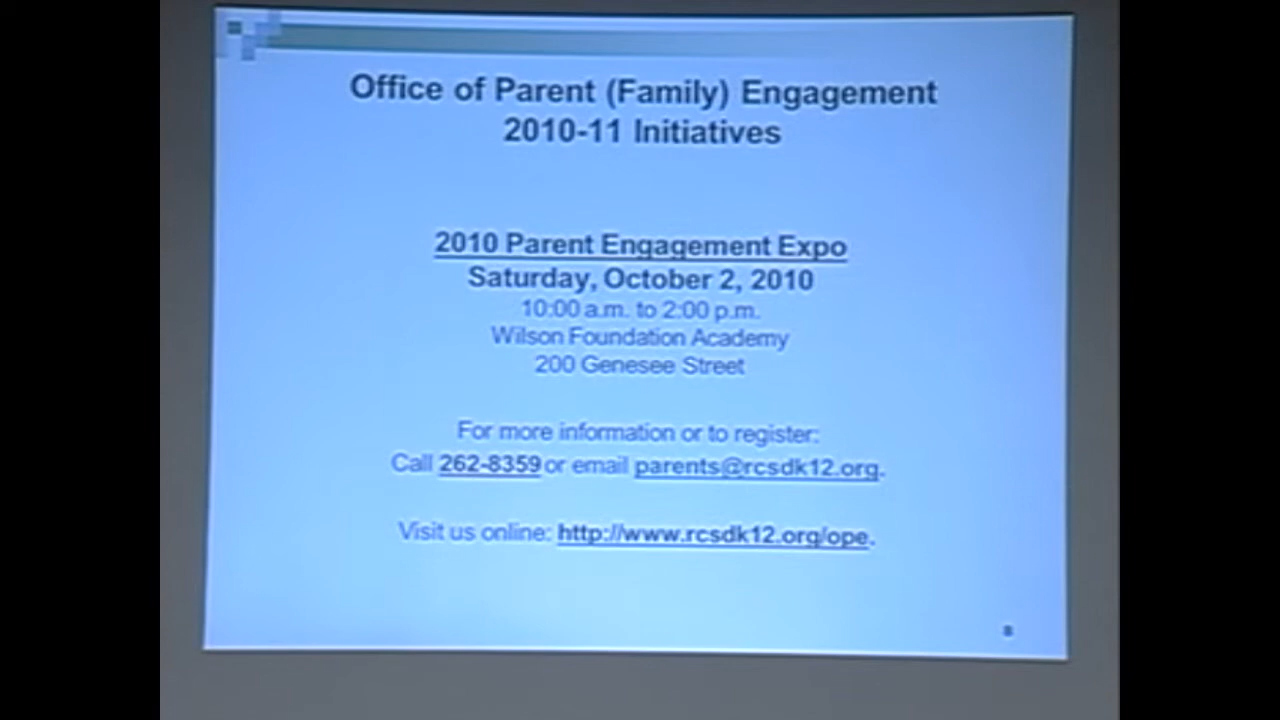 Office of Parent (Family) Engagement
2010-11 Initiatives
2010 Parent Engagement Expo
Saturday, October 2, 2010
10:00 a.m. to 2:00 p.m.
Wilson Foundation Academy
200 Genesee Street
For more information or to register:
Call 262-8359 or email parents@rcsdk12.org.
Visit us online: http://www.rcsdk12.org/ope.